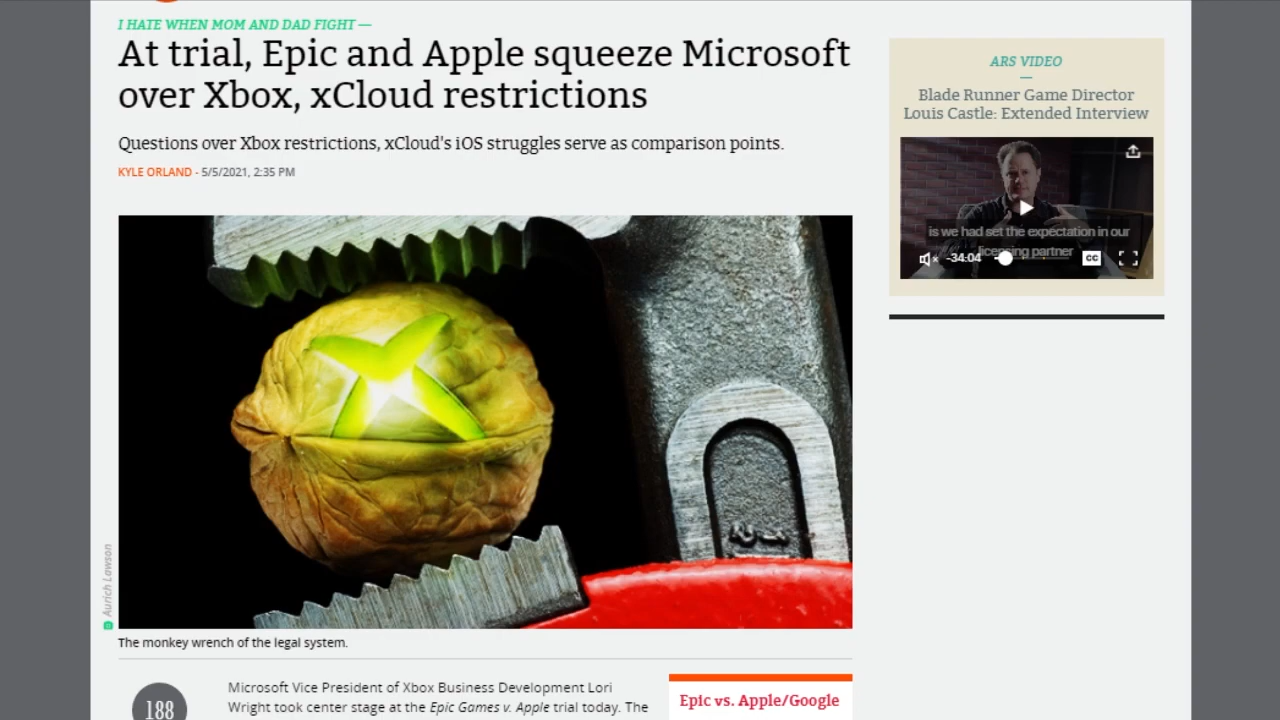 I HATE WHEN MOM AND DAD FIGHT —
At trial, Epic and Apple squeeze Microsoft
over Xbox, xCloud restrictions
Questions over Xbox restrictions, xCloud's iOS struggles serve as comparison points.
KYLE ORLAND - 5/5/2021, 2:35 PM
Aurich Lawson
The monkey wrench of the legal system.
188
Microsoft Vice President of Xbox Business Development Lori
Wright took center stage at the Epic Games v. Apple trial today. The
Epic vs. Apple/Google
ARS VIDEO
—
Blade Runner Game Director
Louis Castle: Extended Interview
is we had set the expectation in our
licensing partner
-34:04
CC